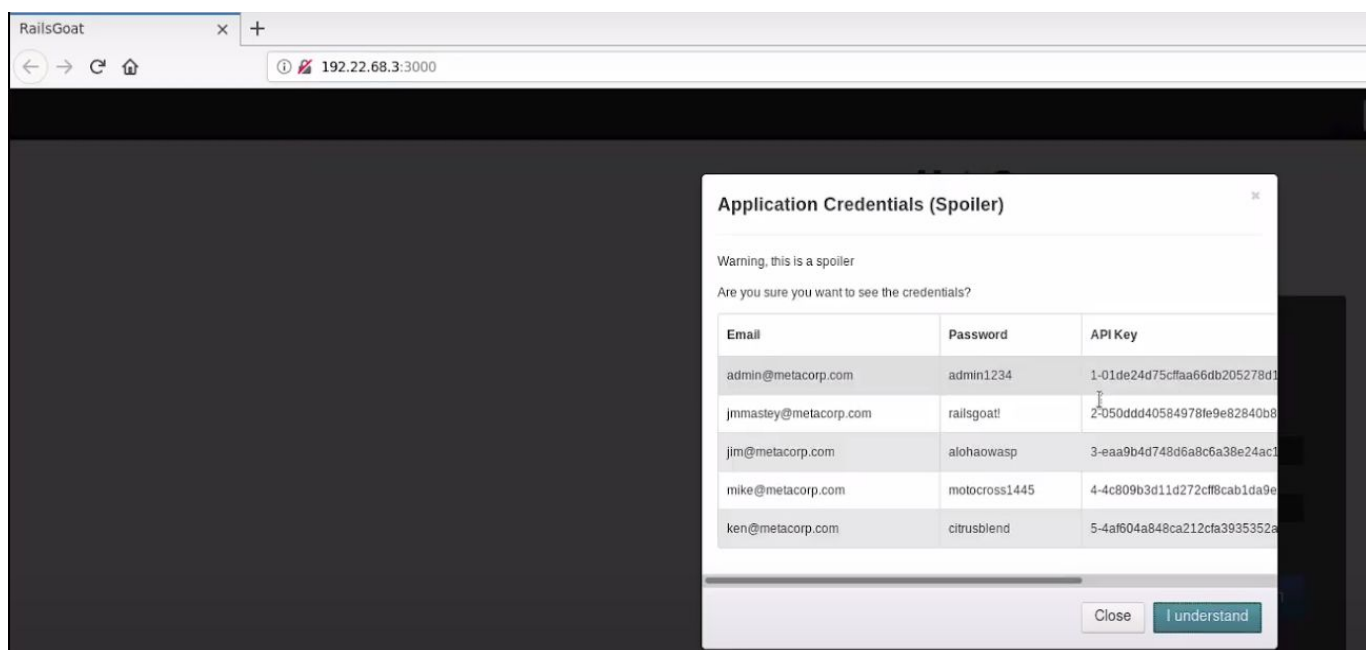 RailsGoat
192.22.68.3:3000
Application Credentials (Spoiler)
Warning, this is a spoiler
Are you sure you want to see the credentials?
Email Password API Key
admin@metacorp.com admin1234 1-01de24d75cffaa66db205278d1
jmmastey@metacorp.com railsgoat! 2-050ddd40584978fe9e82840b8
jim@metacorp.com alohaowasp 3-eaa9b4d748d6a8c6a38e24ac1
mike@metacorp.com motocross1445 4-4c809b3d11d272cff8cab1da9e
ken@metacorp.com citrusblend 5-4af604a848ca212cfa3935352a
Close I understand